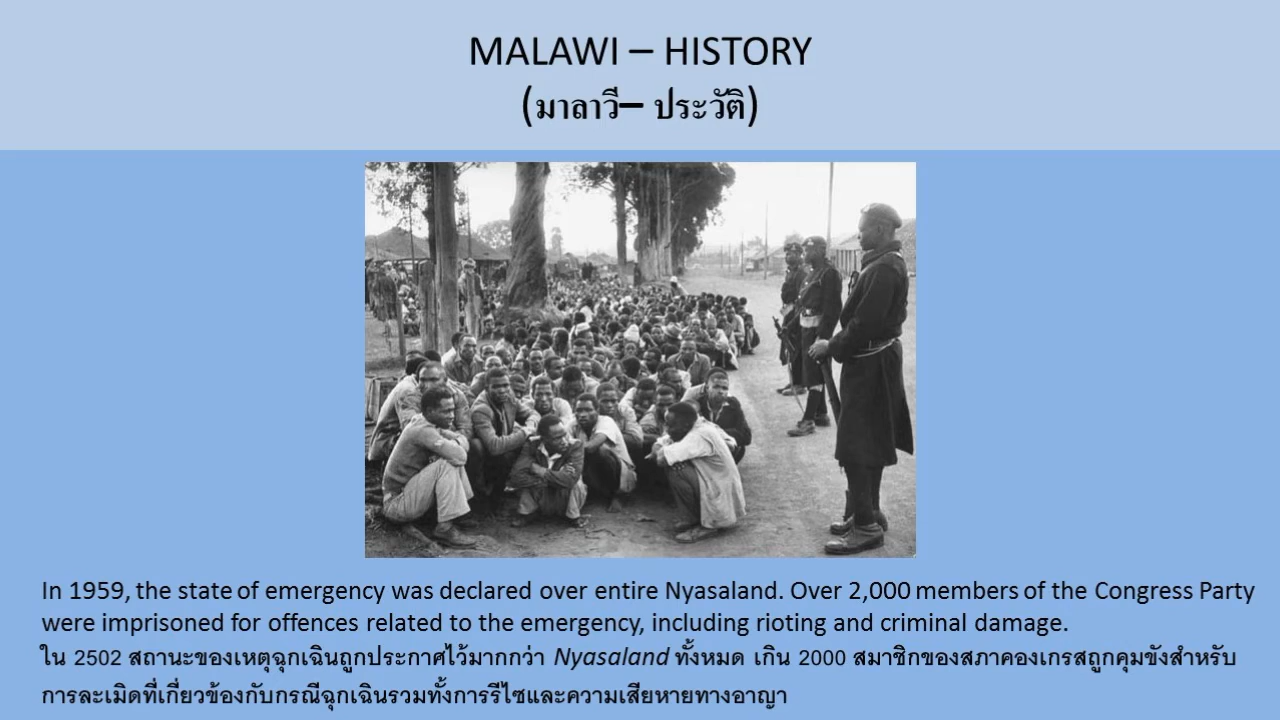 MALAWI – HISTORY
(มาลาวี– ประวัติ)
In 1959, the state of emergency was declared over entire Nyasaland. Over 2,000 members of the Congress Party
were imprisoned for offences related to the emergency, including rioting and criminal damage.
ใน 2502 สถานะของเหตุฉุกเฉินถูกประกาศไว้มากกว่า Nyasaland ทั้งหมด เกิน 2000 สมาชิกของสภาคองเกรสถูกคุมขังสำหรับ
การละเมิดที่เกี่ยวข้องกับกรณีฉุกเฉินรวมทั้งการรีไซและความเสียหายทางอาญา